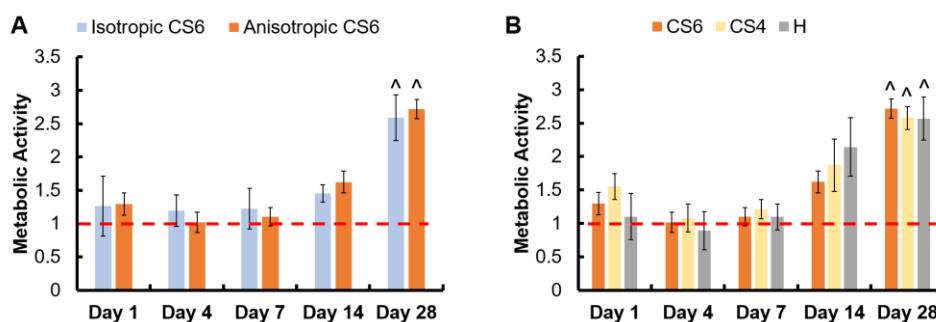 A
Isotropic CS6 Anisotropic CS6
Metabolic Activity
3.5
3
2.5
2
1.5
1
0.5
0
^ ^
Day 1 Day 4 Day 7 Day 14 Day 28
B
CS6 CS4 H
Metabolic Activity
3.5
3
2.5
2
1.5
1
0.5
0
^ ^ ^
Day 1 Day 4 Day 7 Day 14 Day 28